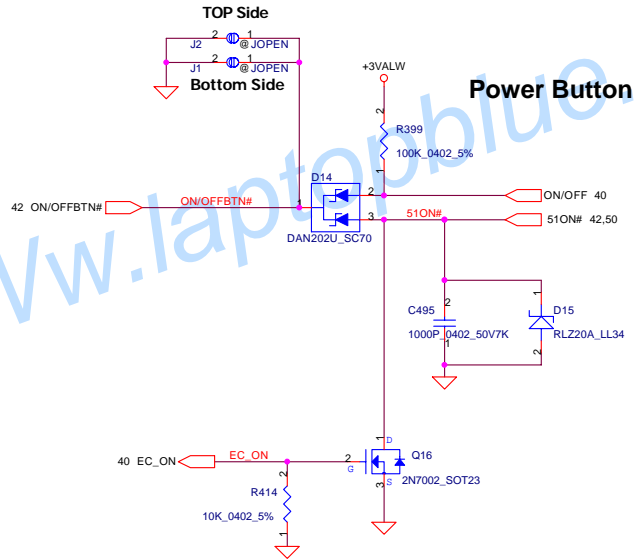 TOP Side
2 1
J2 @JOPEN
2 1
J1 @JOPEN
Bottom Side
+3VALW
Power Button
2
R399
100K_0402_5%
1
D14
42 ON/OFFBTN#
ON/OFFBTN#
1
2
3
DAN202U_SC70
ON/OFF 40
51ON#
51ON# 42,50
C495
2
1000P_0402_50V7K
1
1
D15
RLZ20A_LL34
2
40 EC_ON
EC_ON
2
G
1
D
Q16
2N7002_SOT23
S
3
2
R414
10K_0402_5%
1
w.laptopblue.